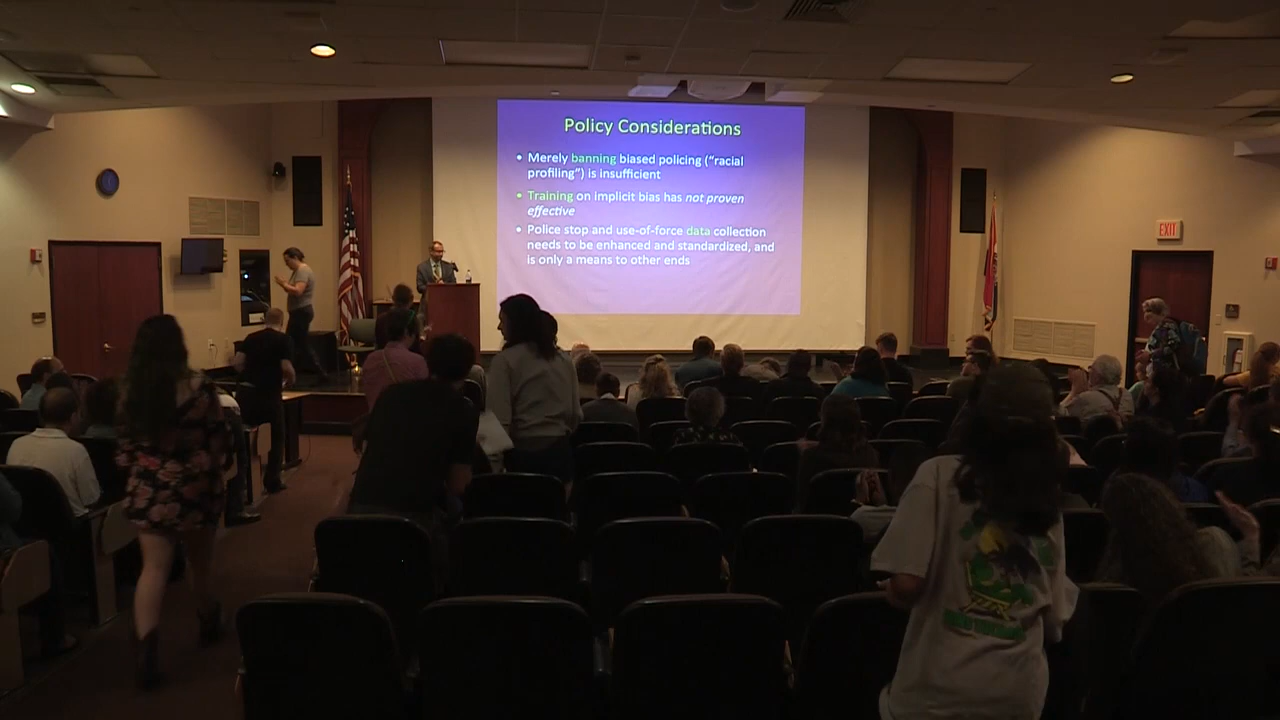 Policy Considerations
• Merely banning biased policing (“racial
profiling”) is insufficient
• Training on implicit bias has not proven
effective
• Police stop and use-of-force data collection
needs to be enhanced and standardized, and
is only a means to other ends
EXIT